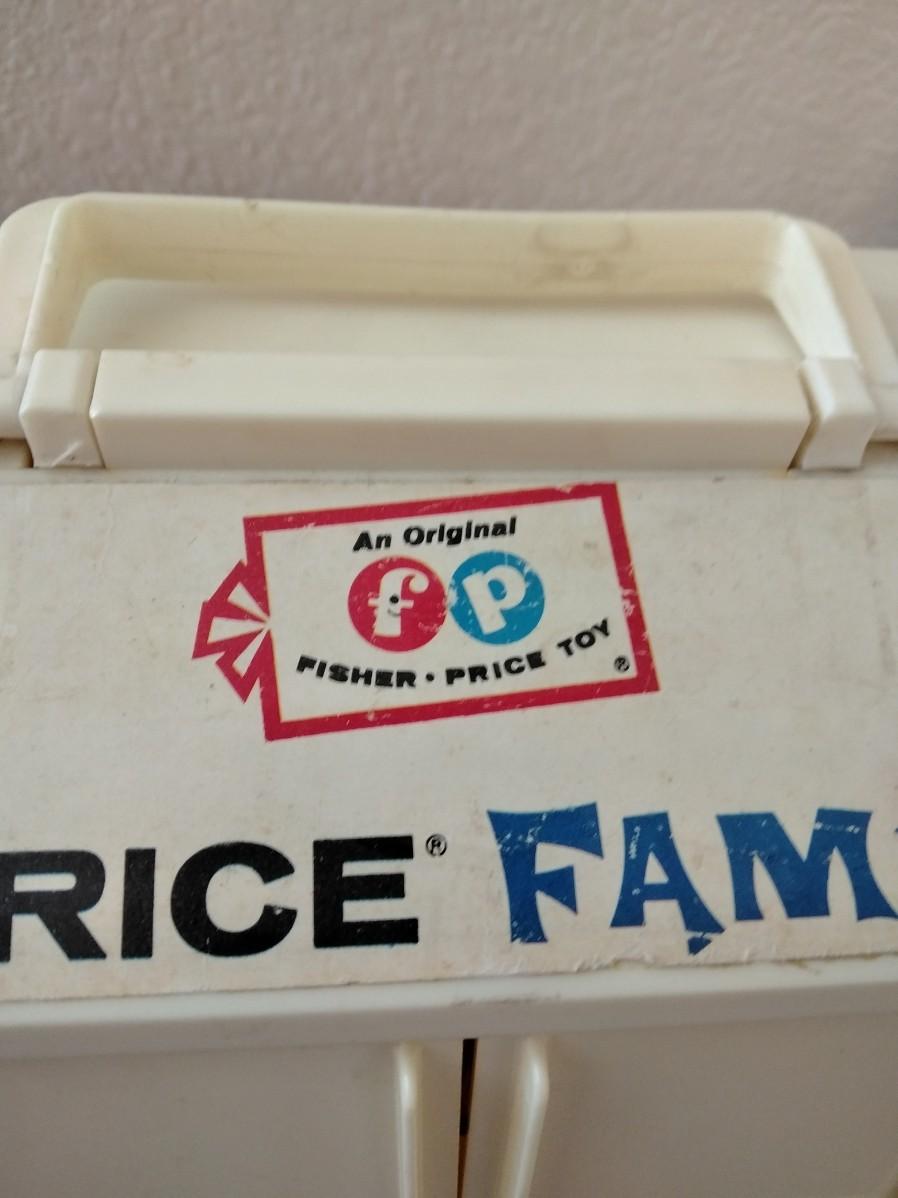 An Original
fp
FISHER • PRICE TOY ®
RICE® FAM